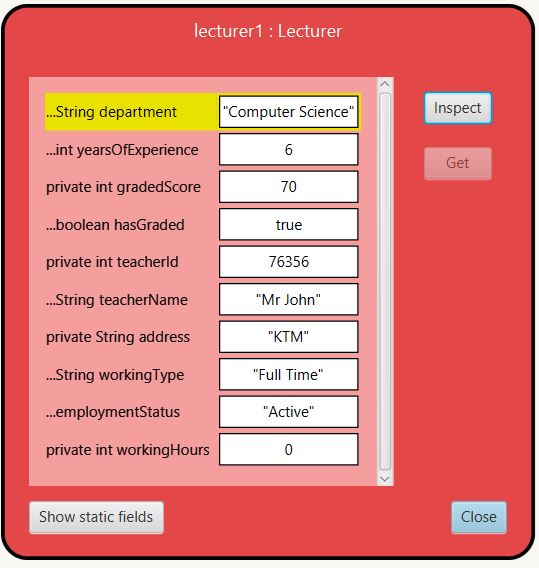 lecturer1 : Lecturer
...String department "Computer Science"
Inspect
...int yearsOfExperience 6
Get
private int gradedScore 70
...boolean hasGraded true
private int teacherId 76356
...String teacherName "Mr John"
private String address "KTM"
...String workingType "Full Time"
...employmentStatus "Active"
private int workingHours 0
Show static fields
Close